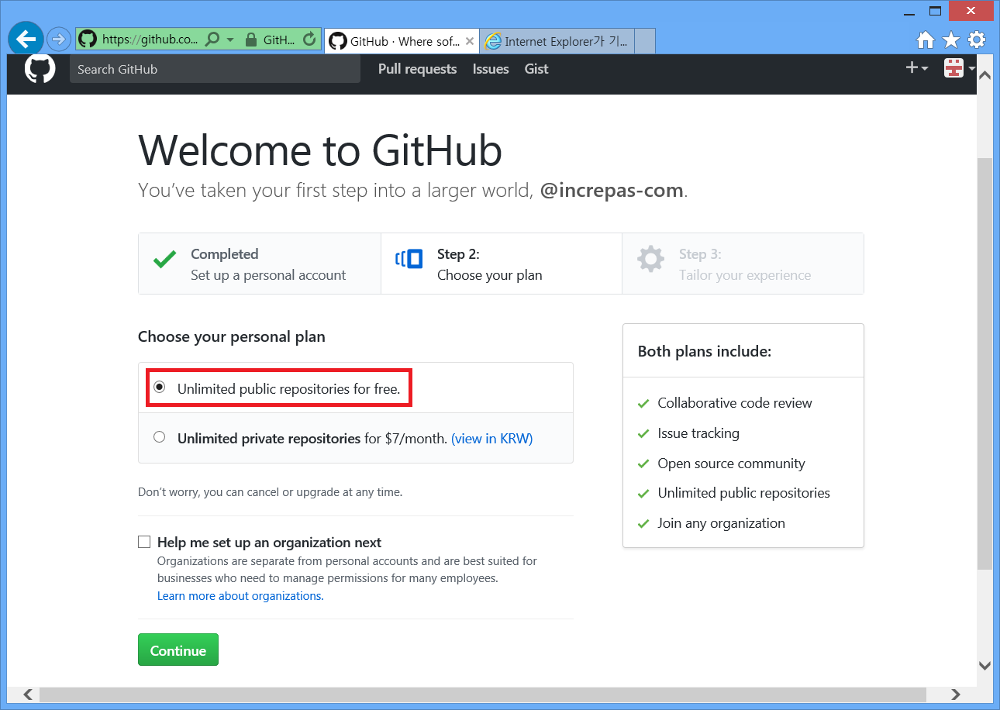 https://github.co...
GitH...
GitHub · Where sof...
Internet Explorer가 기...
Search GitHub
Pull requests
Issues
Gist
Welcome to GitHub
You've taken your first step into a larger world, @increpas-com.
Completed
Set up a personal account
Step 2:
Choose your plan
Step 3:
Tailor your experience
Choose your personal plan
Unlimited public repositories for free.
Unlimited private repositories for $7/month. (view in KRW)
Don't worry, you can cancel or upgrade at any time.
Help me set up an organization next
Organizations are separate from personal accounts and are best suited for
businesses who need to manage permissions for many employees.
Learn more about organizations.
Continue
Both plans include:
Collaborative code review
Issue tracking
Open source community
Unlimited public repositories
Join any organization